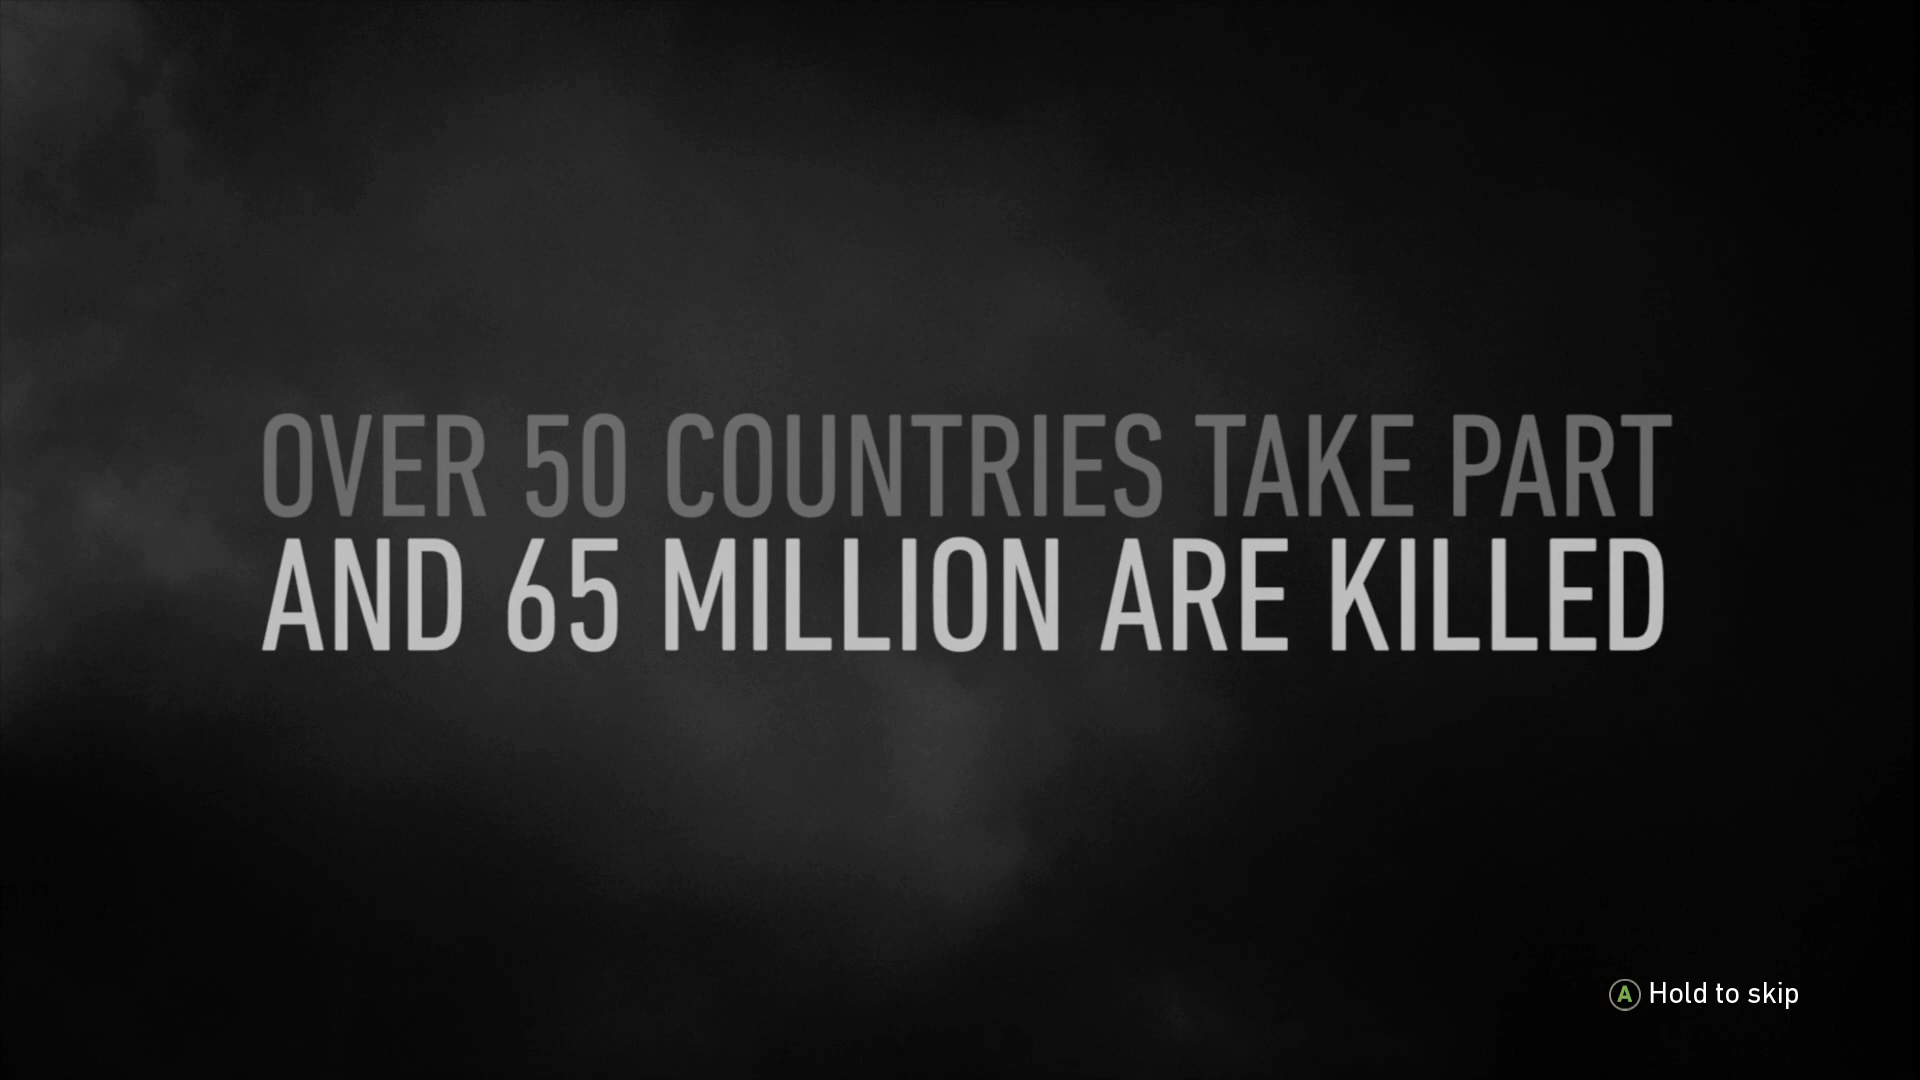 OVER 50 COUNTRIES TAKE PART
AND 65 MILLION ARE KILLED
A Hold to skip